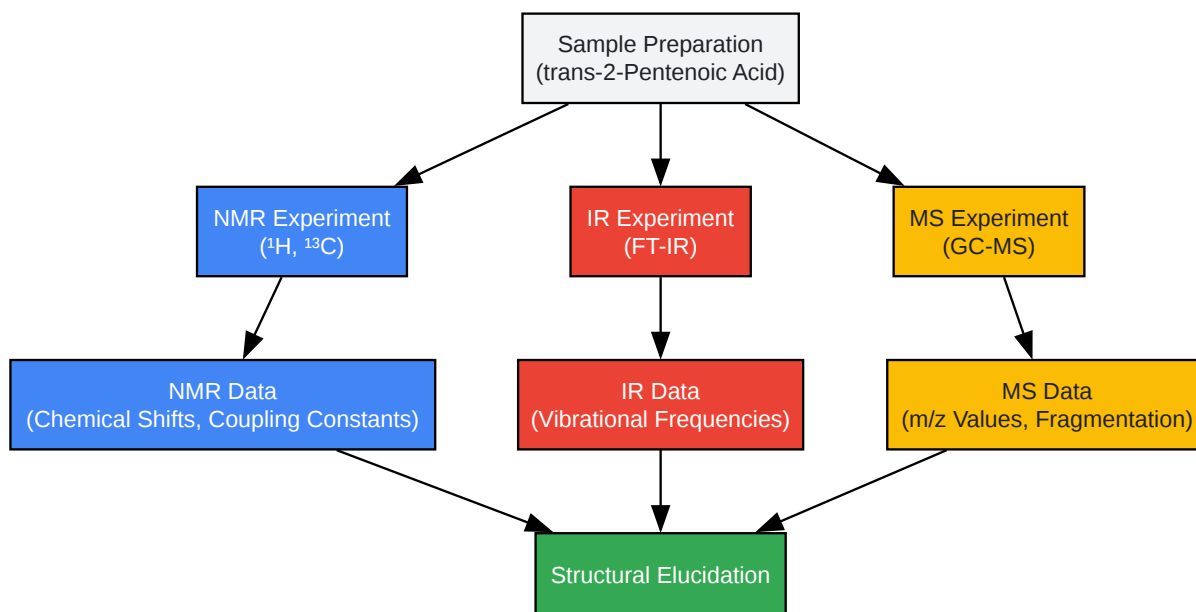 Sample Preparation
(trans-2-Pentenoic Acid)
NMR Experiment
(¹H, ¹³C)
IR Experiment
(FT-IR)
MS Experiment
(GC-MS)
NMR Data
(Chemical Shifts, Coupling Constants)
IR Data
(Vibrational Frequencies)
MS Data
(m/z Values, Fragmentation)
Structural Elucidation